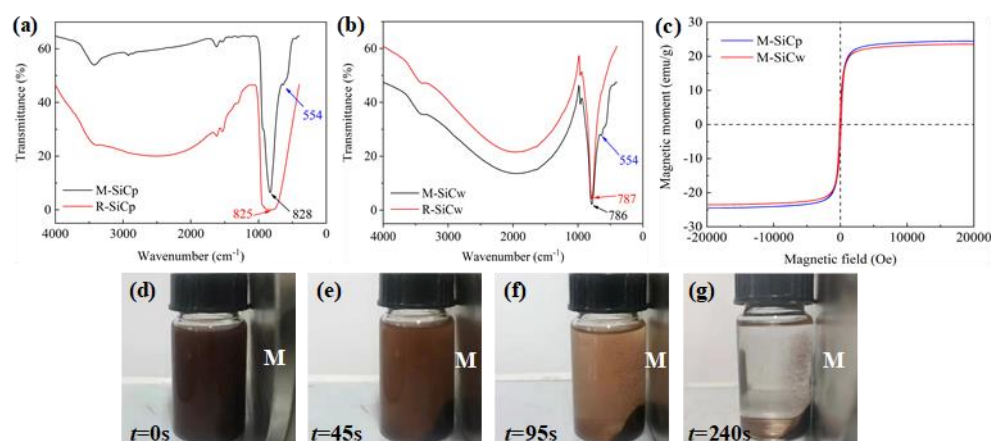 (a)
60
40
20
0
Transmittance (%)
554
M-SiCp
R-SiCp
825
828
4000 3000 2000 1000 0
Wavenumber (cm⁻¹)
(b)
60
40
20
0
Transmittance (%)
554
M-SiCw
R-SiCw
787
786
4000 3000 2000 1000 0
Wavenumber (cm⁻¹)
(c)
30
20
10
0
-10
-20
-30
Magnetic moment (emu/g)
M-SiCp
M-SiCw
-20000 -10000 0 10000 20000
Magnetic field (Oe)
(d)
M
t=0s
(e)
M
t=45s
(f)
M
t=95s
(g)
M
t=240s